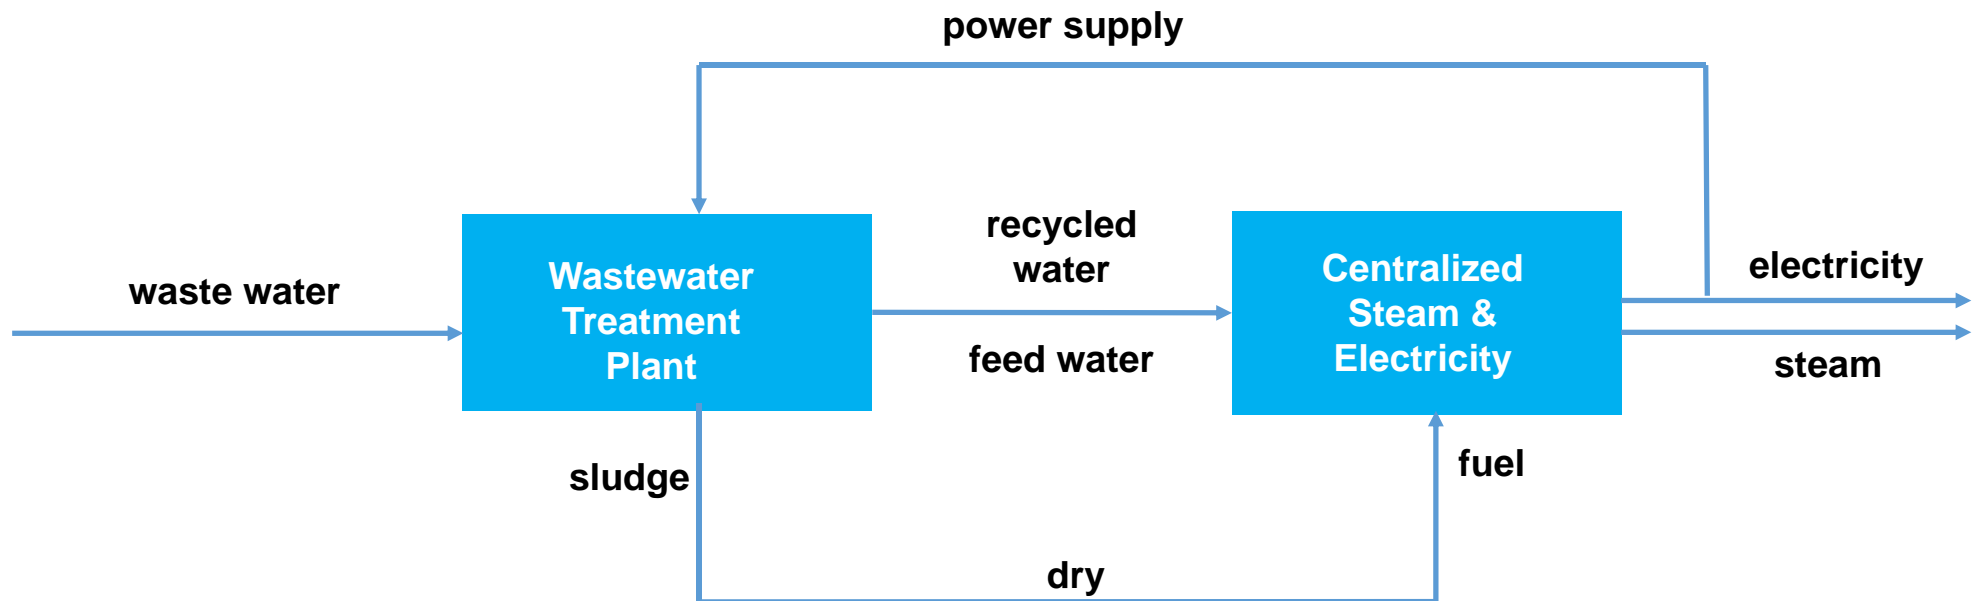 power supply
waste water
Wastewater
Treatment
Plant
recycled
water
feed water
Centralized
Steam &
Electricity
electricity
steam
sludge
fuel
dry